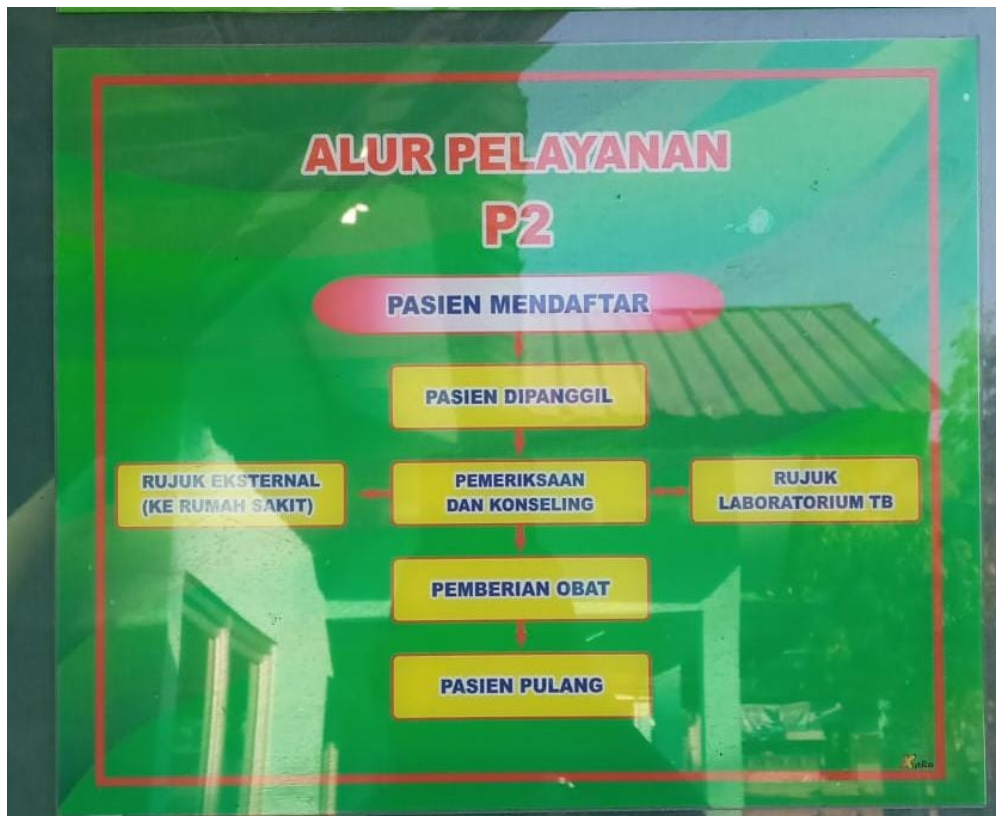 ALUR PELAYANAN
P2
PASIEN MENDAFTAR
PASIEN DIPANGGIL
RUJUK EKSTERNAL
(KE RUMAH SAKIT)
PEMERIKSAAN
DAN KONSELING
RUJUK
LABORATORIUM TB
PEMBERIAN OBAT
PASIEN PULANG